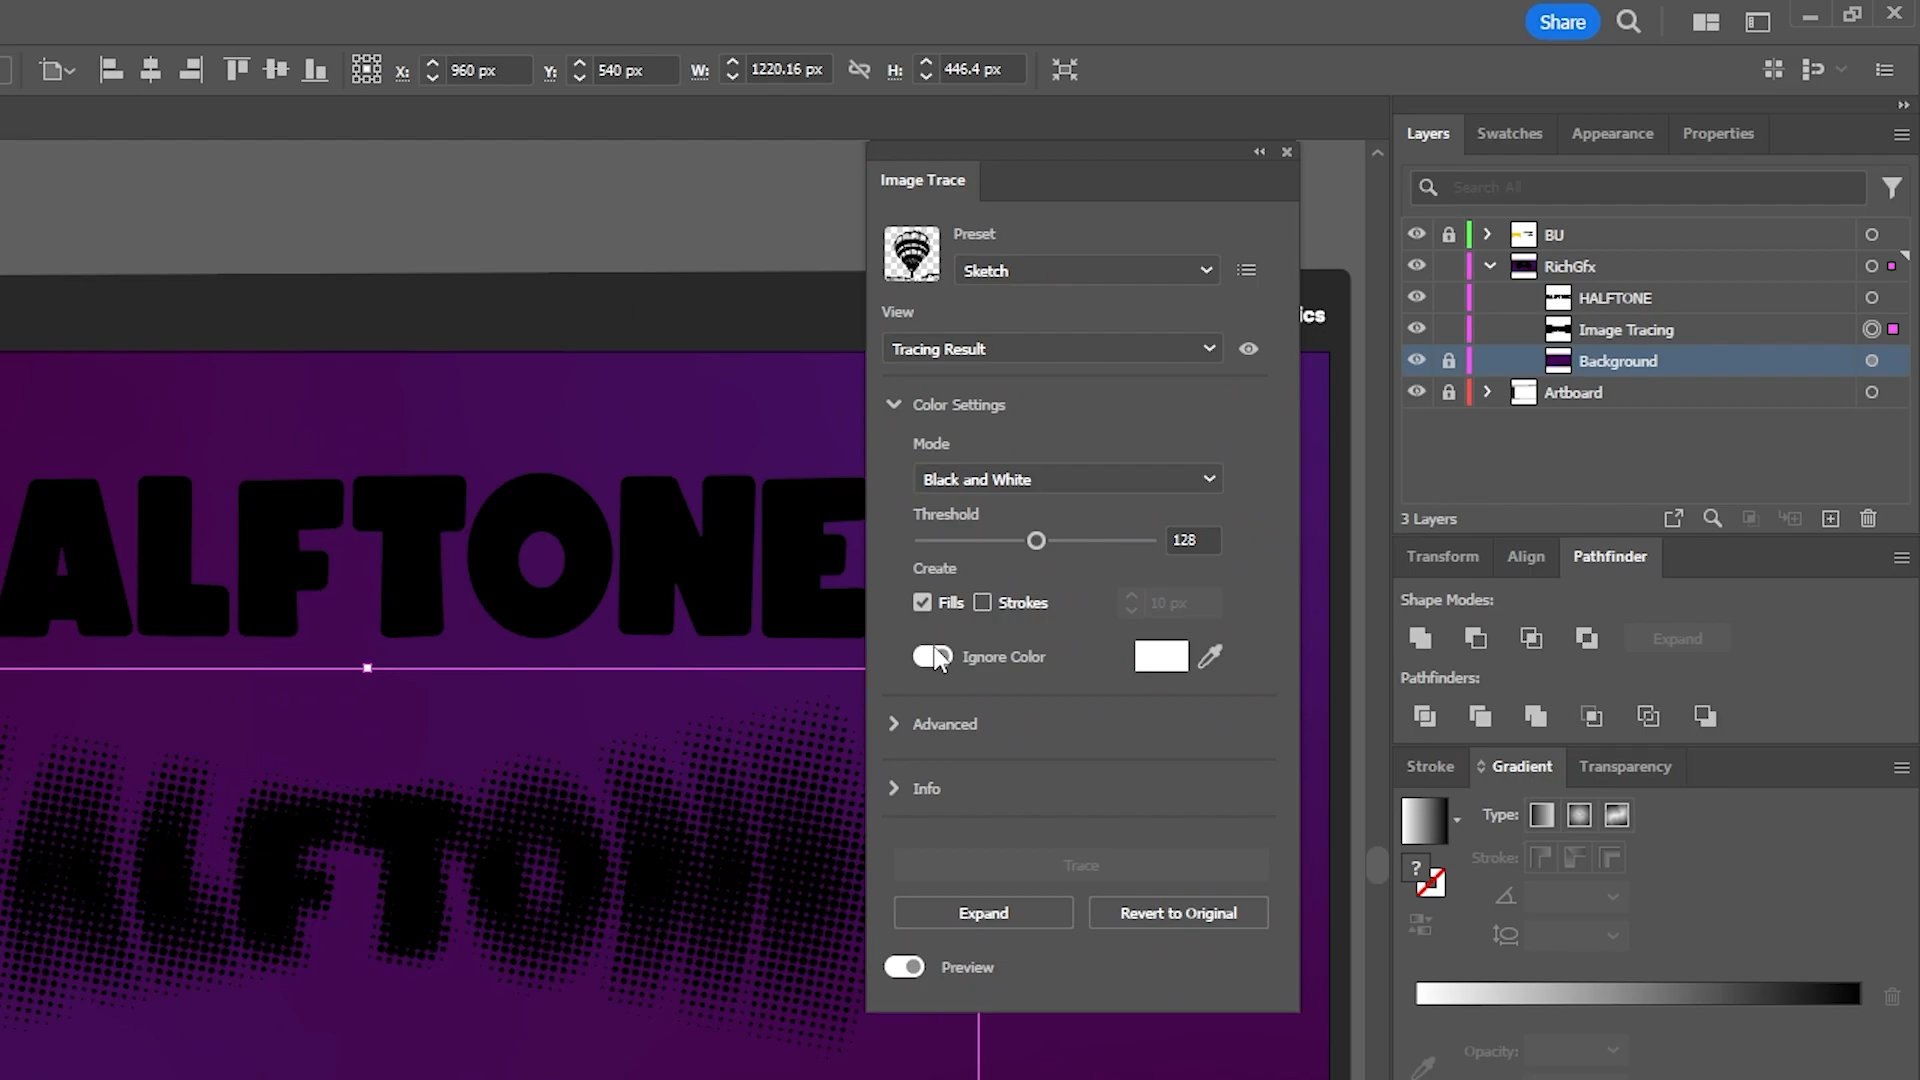 Share
X: 960 px Y: 540 px W: 1220.16 px H: 446.4 px
Image Trace
Preset
Sketch
View
Tracing Result
Color Settings
Mode
Black and White
Threshold
128
Create
Fills Strokes 10 px
Ignore Color
Advanced
Info
Trace
Expand Revert to Original
Preview
ics
ALFTONE
ALFTON
Layers Swatches Appearance Properties
Search All
BU
RichGfx
HALFTONE
Image Tracing
Background
Artboard
3 Layers
Transform Align Pathfinder
Shape Modes:
Expand
Pathfinders:
Stroke Gradient Transparency
Type:
?
Stroke:
Opacity: